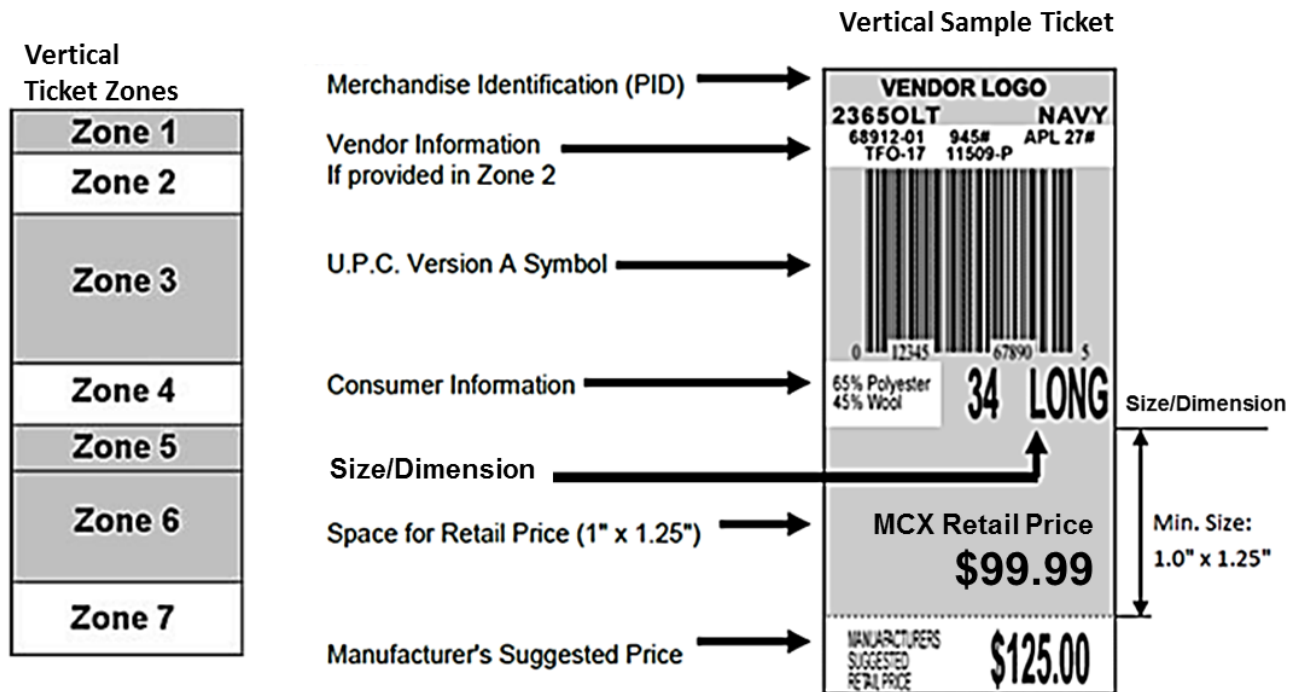 Vertical Sample Ticket
Vertical
Ticket Zones
Zone 1
Zone 2
Zone 3
Zone 4
Zone 5
Zone 6
Zone 7
Merchandise Identification (PID)
Vendor Information
If provided in Zone 2
U.P.C. Version A Symbol
Consumer Information
Size/Dimension
Space for Retail Price (1" x 1.25")
Manufacturer's Suggested Price
VENDOR LOGO
2365OLT NAVY
68912-01 945# APL 27#
TFO-17 11509-P
0 12345 67890 5
65% Polyester
45% Wool
34 LONG
MCX Retail Price
$99.99
MANUAFACTURERS
SUGGESTED
RETAIL PRICE
$125.00
Size/Dimension
Min. Size:
1.0" x 1.25"